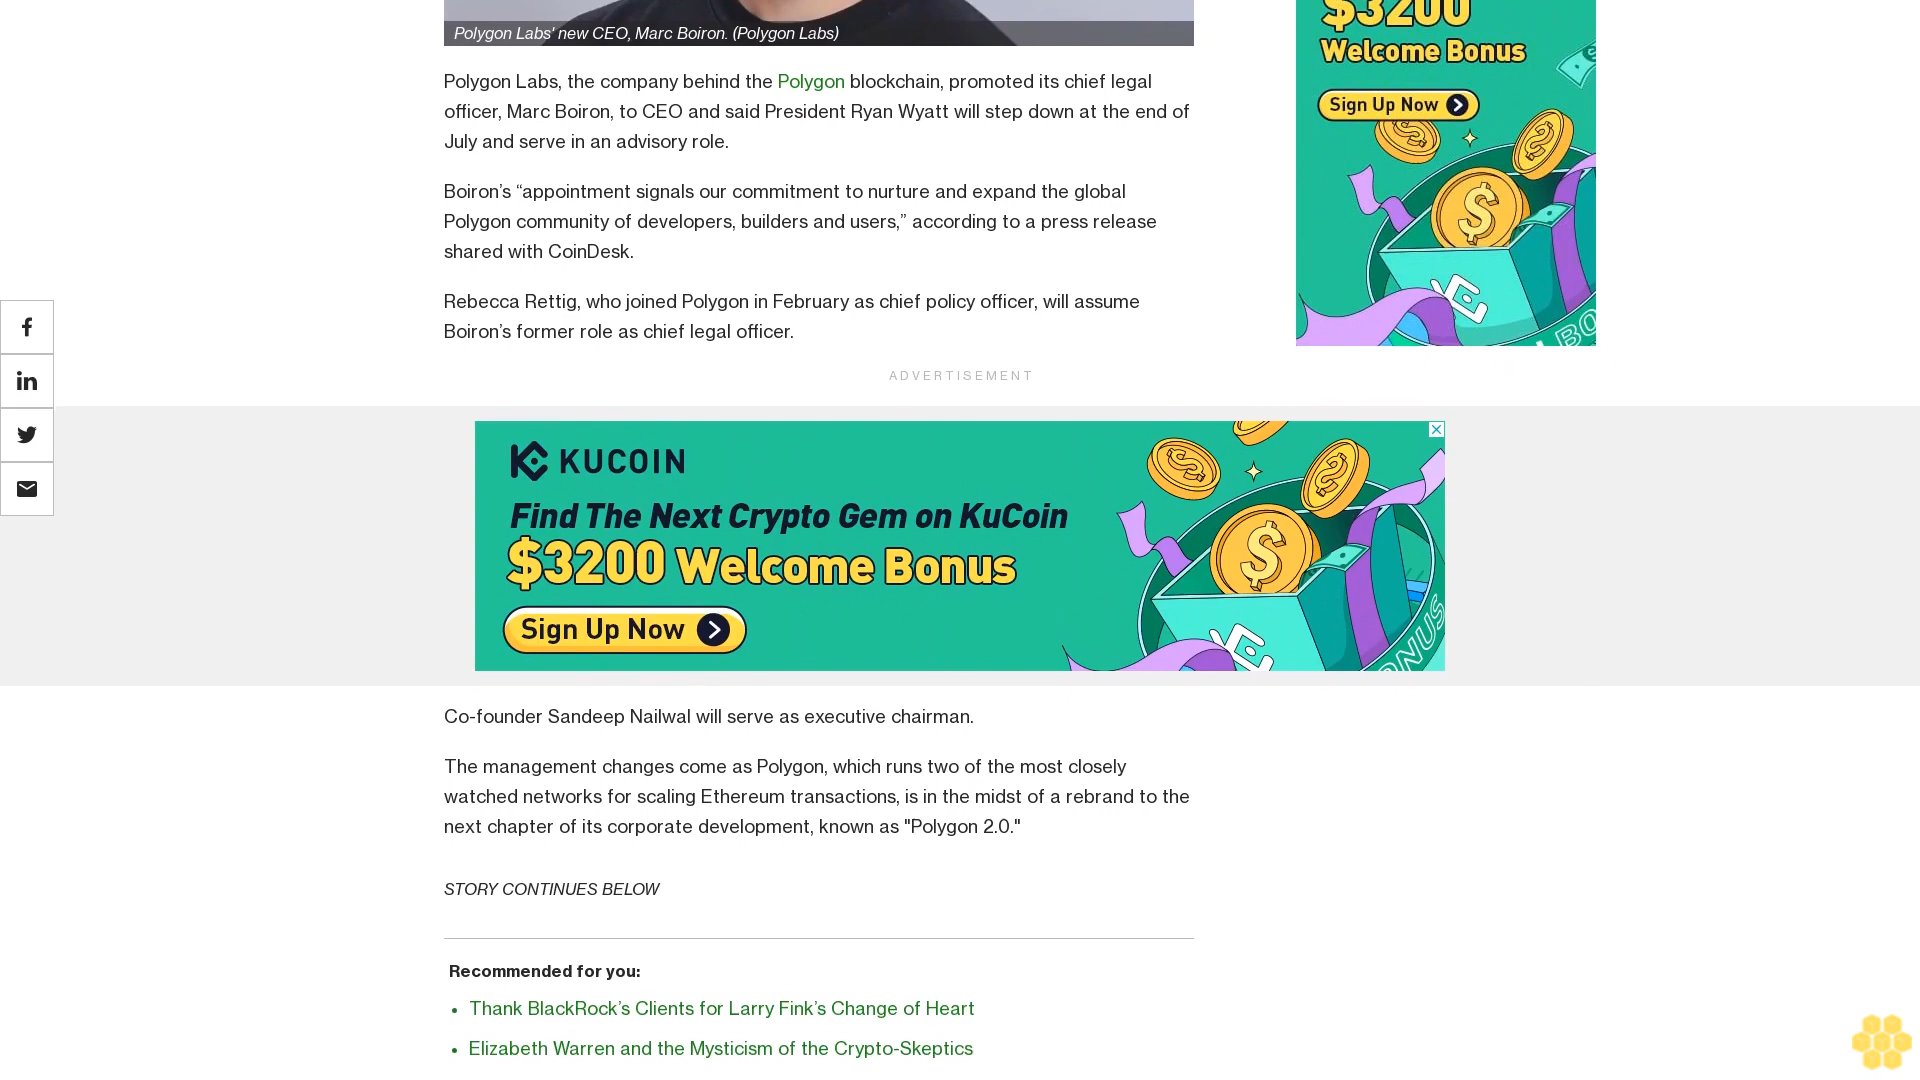 Polygon Labs' new CEO, Marc Boiron. (Polygon Labs)
Polygon Labs, the company behind the Polygon blockchain, promoted its chief legal
officer, Marc Boiron, to CEO and said President Ryan Wyatt will step down at the end of
July and serve in an advisory role.
Boiron’s “appointment signals our commitment to nurture and expand the global
Polygon community of developers, builders and users,” according to a press release
shared with CoinDesk.
Rebecca Rettig, who joined Polygon in February as chief policy officer, will assume
Boiron’s former role as chief legal officer.
$3200
Welcome Bonus
Sign Up Now
ADVERTISEMENT
KUCOIN
Find The Next Crypto Gem on KuCoin
$3200 Welcome Bonus
Sign Up Now
Co-founder Sandeep Nailwal will serve as executive chairman.
The management changes come as Polygon, which runs two of the most closely
watched networks for scaling Ethereum transactions, is in the midst of a rebrand to the
next chapter of its corporate development, known as "Polygon 2.0."
STORY CONTINUES BELOW
Recommended for you:
• Thank BlackRock’s Clients for Larry Fink’s Change of Heart
• Elizabeth Warren and the Mysticism of the Crypto-Skeptics